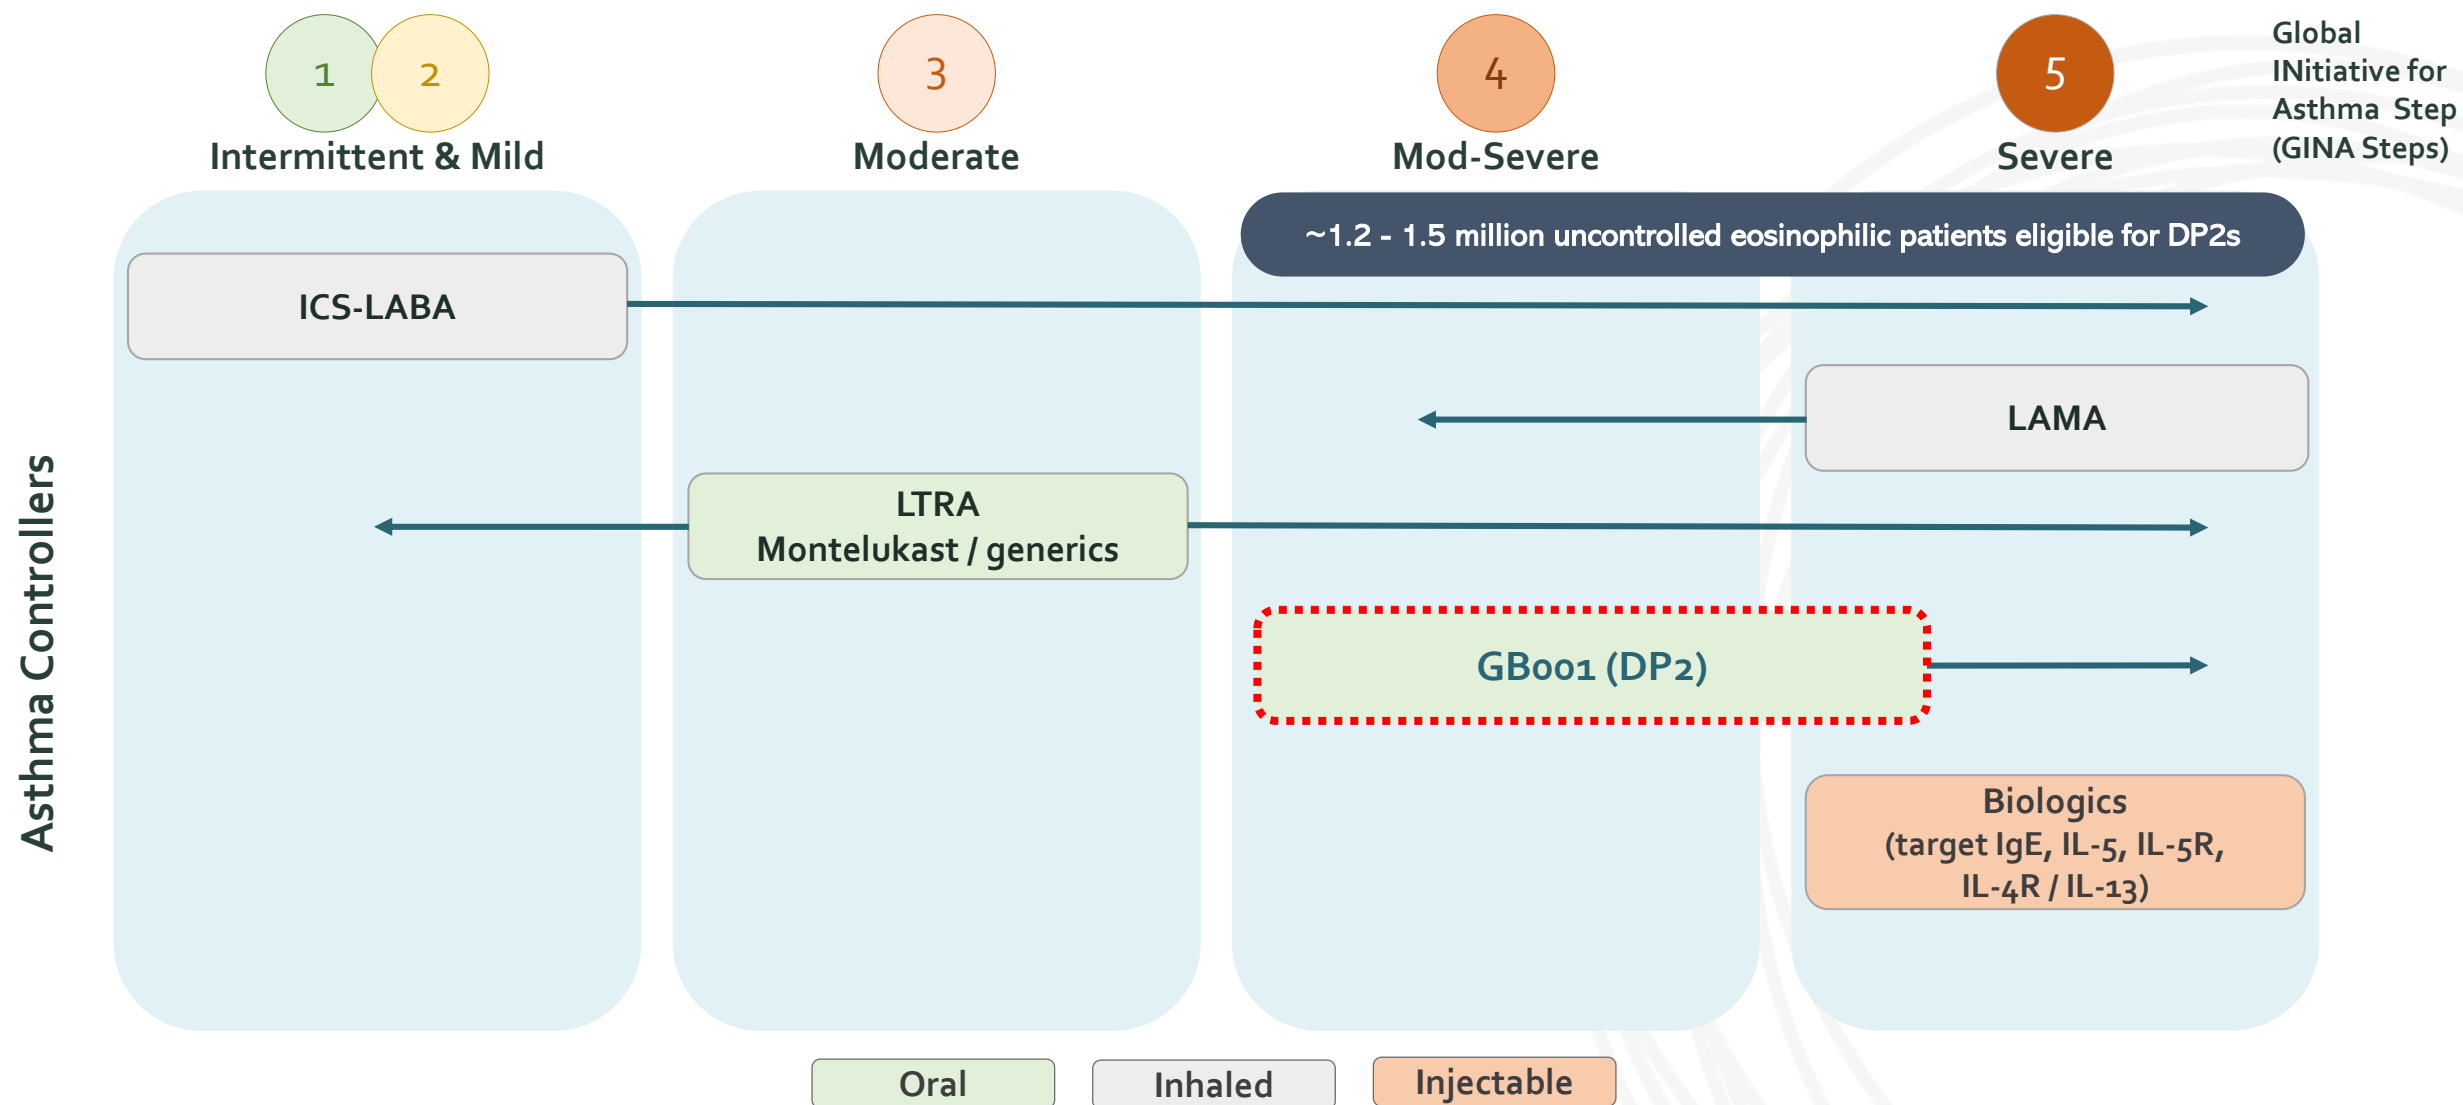 1
2
3
4
5
Global
INitiative for
Asthma Step
(GINA Steps)
Intermittent & Mild
Moderate
Mod-Severe
Severe
~1.2 - 1.5 million uncontrolled eosinophilic patients eligible for DP2s
ICS-LABA
LAMA
LTRA
Montelukast / generics
GB001 (DP2)
Biologics
(target IgE, IL-5, IL-5R,
IL-4R / IL-13)
Asthma Controllers
Oral
Inhaled
Injectable